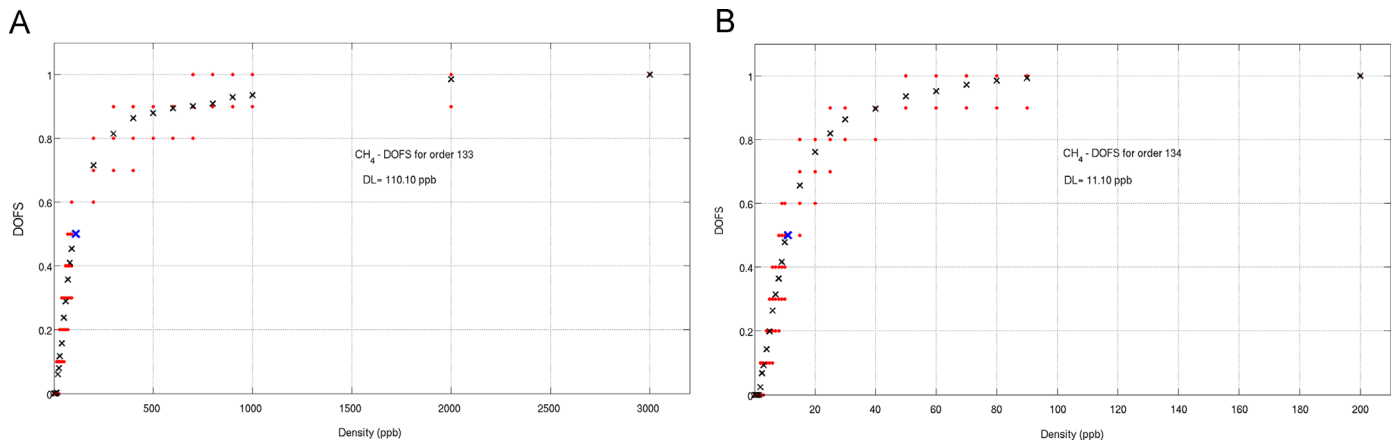 A
1
0.8
0.6
0.4
0.2
0
DOFS
500
1000
1500
2000
2500
3000
Density (ppb)
CH4 - DOFS for order 133
DL= 110.10 ppb
B
1
0.8
0.6
0.4
0.2
0
DOFS
20
40
60
80
100
120
140
160
180
200
Density (ppb)
CH4 - DOFS for order 134
DL= 11.10 ppb